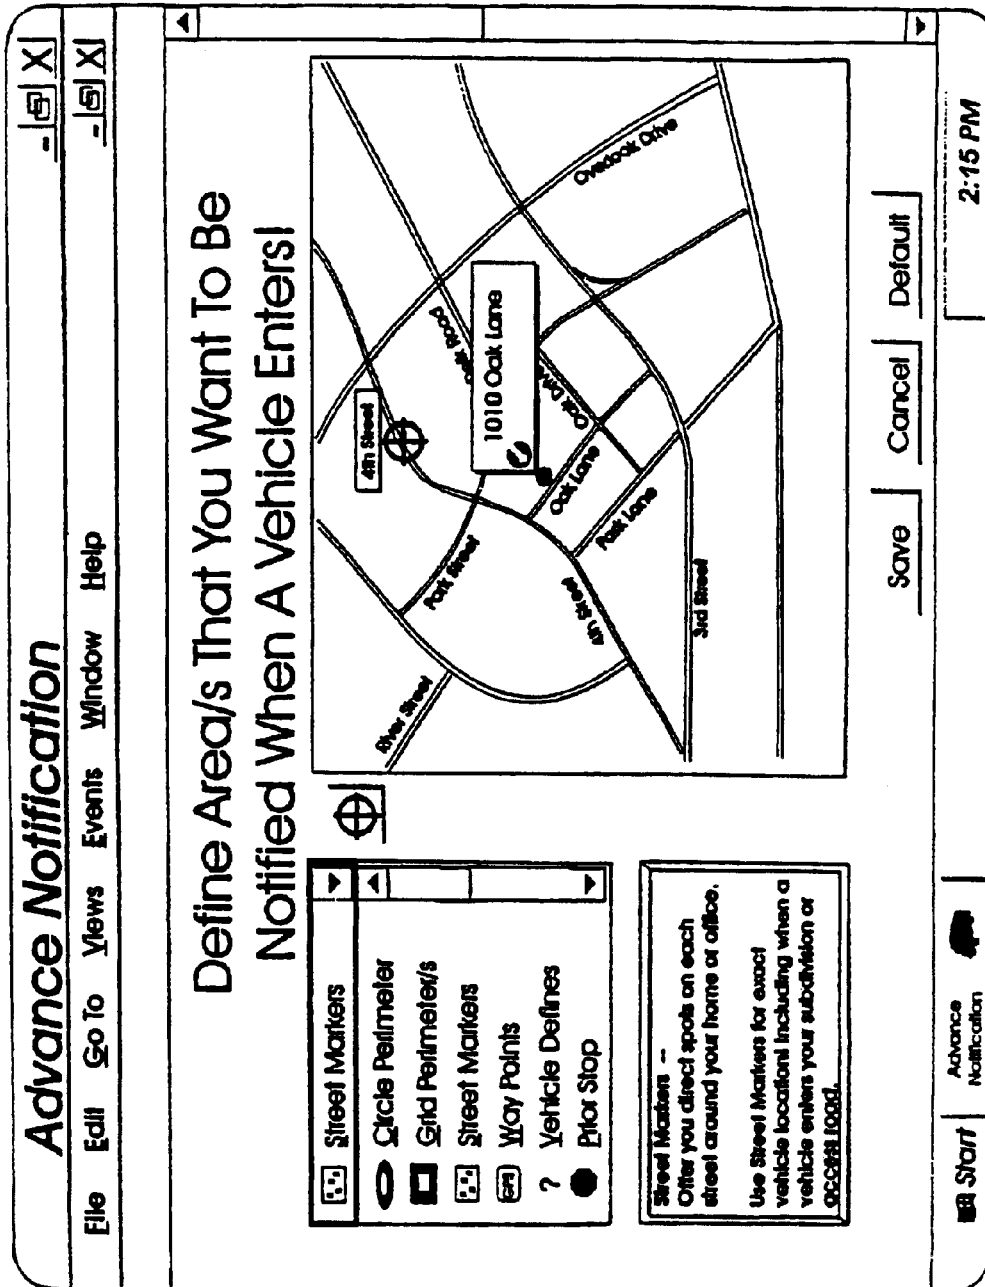 Advance Notification
File Edit Go To Views Events Window Help
Define Area/s That You Want To Be
Notified When A Vehicle Enters!
Street Markers
Circle Perimeter
Grid Perimeter/s
Street Markers
Way Points
Vehicle Defines
? 
Prior Stop
GPS
Street Markers --
Offer you direct spots on each
street around your home or office.
Use Street Markers for exact
vehicle locations including when a
vehicle enters your subdivision or
access road.
River Street
Park Street
4th Street
4th Street
1010 Oak Lane
Road
Oak Drive
Oak Lane
Park Lane
3rd Street
Overlook Drive
Save Cancel Default
Start
Advance
Notification
2:15 PM